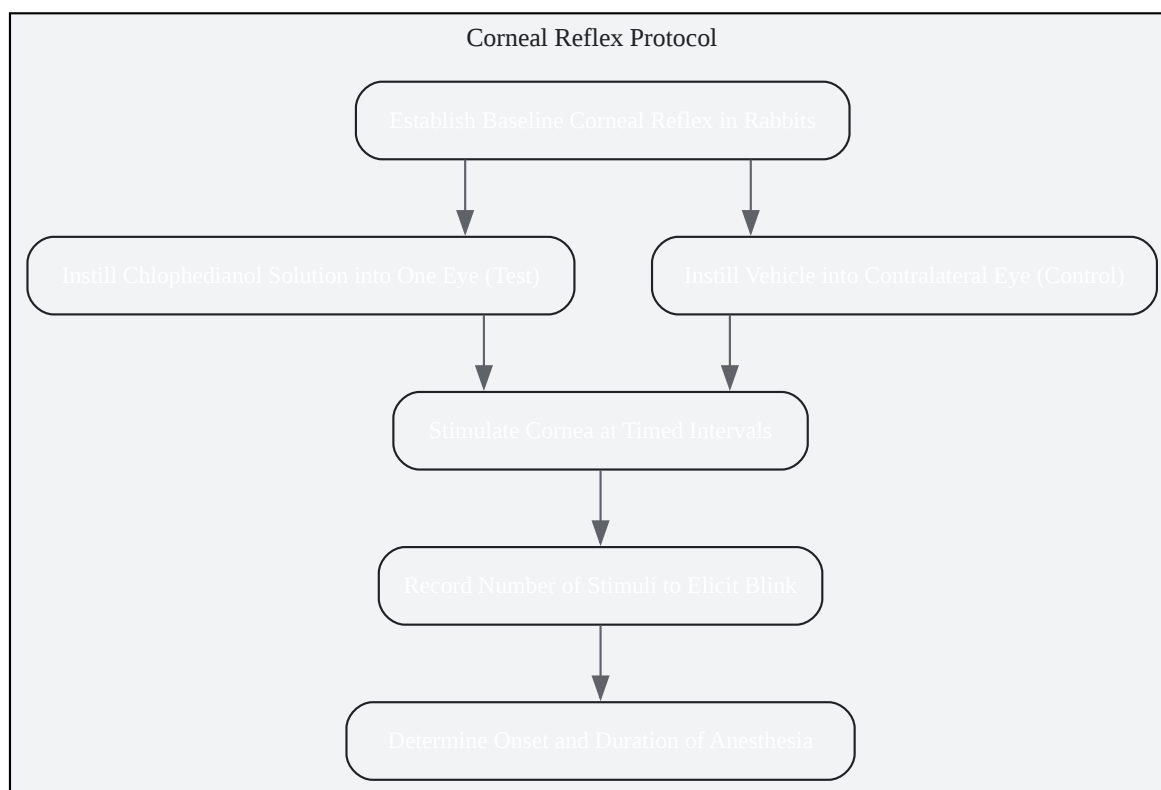 Corneal Reflex Protocol
Establish Baseline Corneal Reflex in Rabbits
Instill Chlophedianol Solution into One Eye (Test)
Instill Vehicle into Contralateral Eye (Control)
Stimulate Cornea at Timed Intervals
Record Number of Stimuli to Elicit Blink
Determine Onset and Duration of Anesthesia